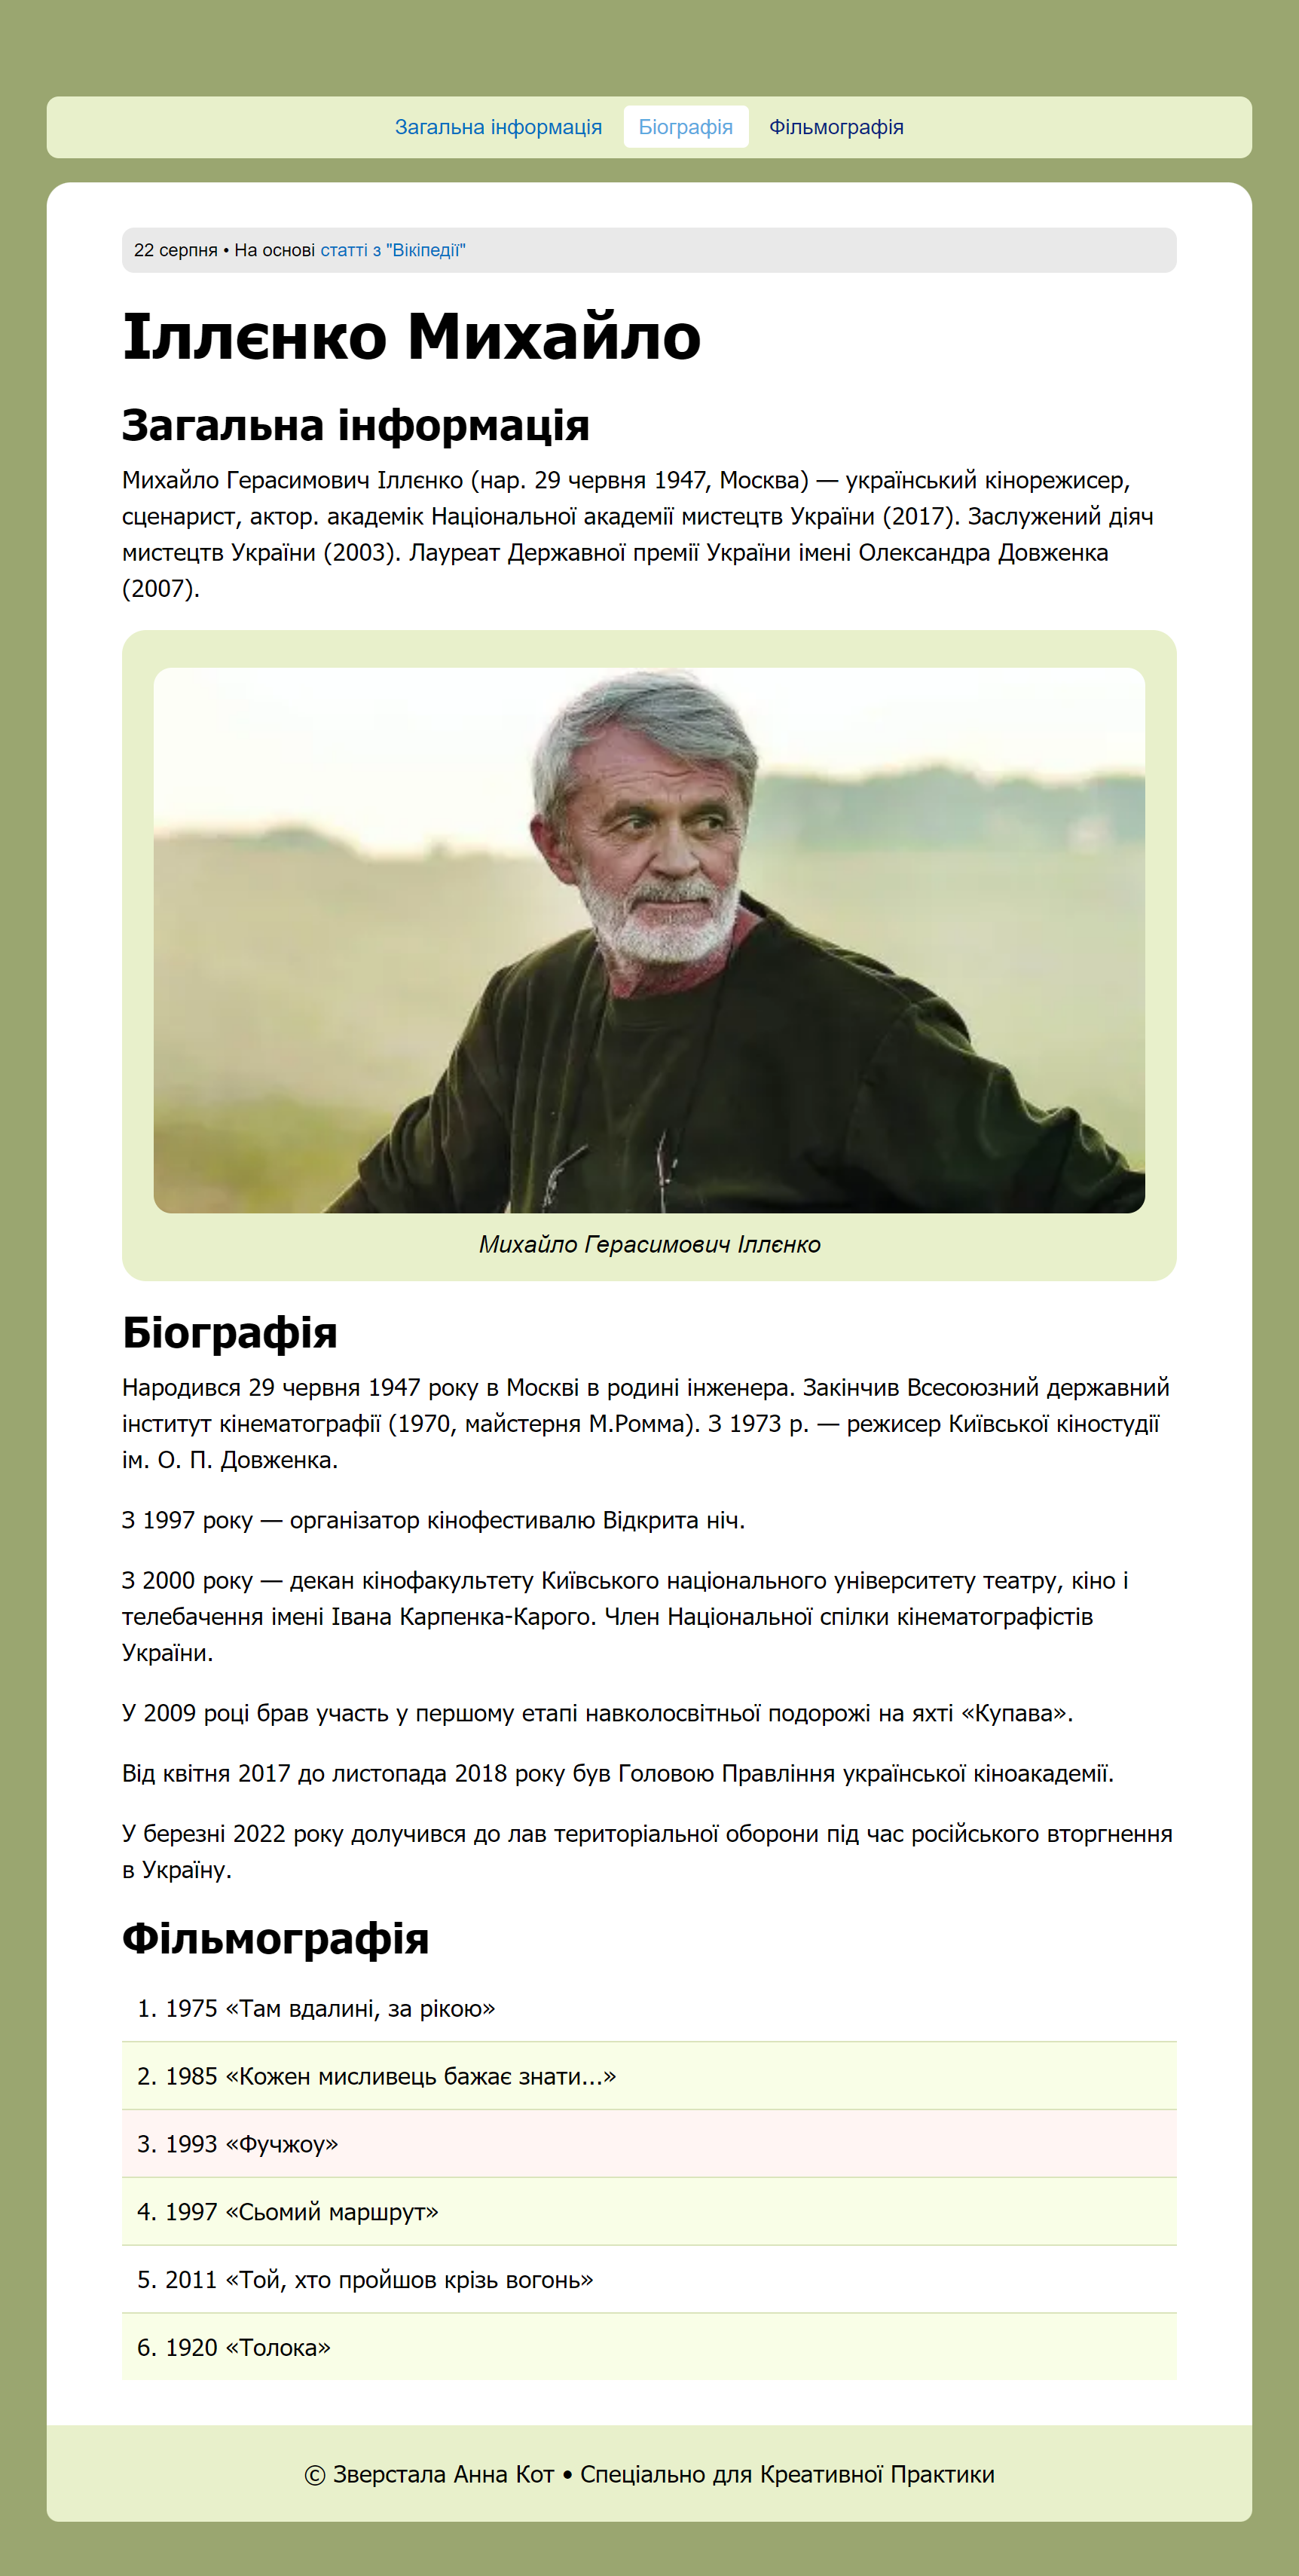 Загальна інформація Біографія Фільмографія
22 серпня • На основі статті з "Вікіпедії"
Іллєнко Михайло
Загальна інформація
Михайло Герасимович Іллєнко (нар. 29 червня 1947, Москва) — український кінорежисер,
сценарист, актор. академік Національної академії мистецтв України (2017). Заслужений діяч
мистецтв України (2003). Лауреат Державної премії України імені Олександра Довженка
(2007).
Михайло Герасимович Іллєнко
Біографія
Народився 29 червня 1947 року в Москві в родині інженера. Закінчив Всесоюзний державний
інститут кінематографії (1970, майстерня М.Ромма). З 1973 р. — режисер Київської кіностудії
ім. О. П. Довженка.
З 1997 року — організатор кінофестивалю Відкрита ніч.
З 2000 року — декан кінофакультету Київського національного університету театру, кіно і
телебачення імені Івана Карпенка-Карого. Член Національної спілки кінематографістів
України.
У 2009 році брав участь у першому етапі навколосвітньої подорожі на яхті «Купава».
Від квітня 2017 до листопада 2018 року був Головою Правління української кіноакадемії.
У березні 2022 року долучився до лав територіальної оборони під час російського вторгнення
в Україну.
Фільмографія
1. 1975 «Там вдалині, за рікою»
2. 1985 «Кожен мисливець бажає знати...»
3. 1993 «Фучжоу»
4. 1997 «Сьомий маршрут»
5. 2011 «Той, хто пройшов крізь вогонь»
6. 1920 «Толока»
© Зверстала Анна Кот • Спеціально для Креативної Практики